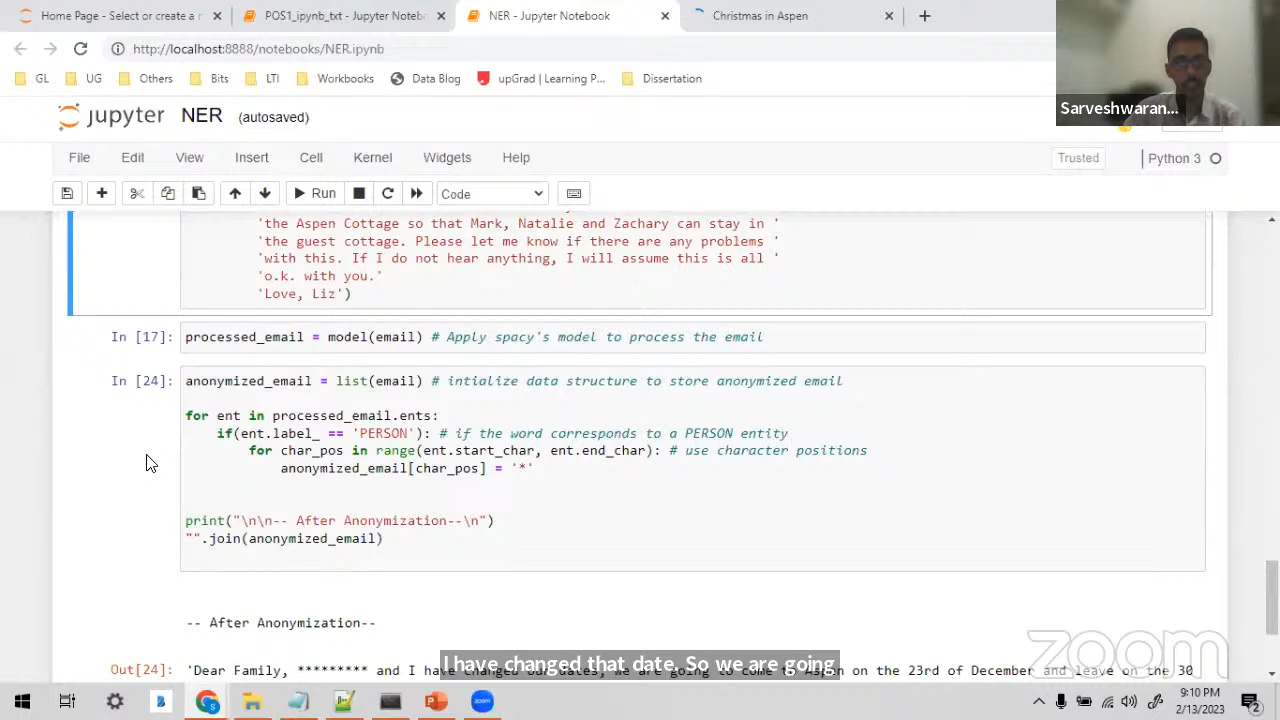 Home Page - Select or create a n
POS1_ipynb_txt - Jupyter Notebo
NER - Jupyter Notebook
Christmas in Aspen
http://localhost:8888/notebooks/NER.ipynb
GL
UG
Others
Bits
LTI
Workbooks
Data Blog
upGrad | Learning P...
Dissertation
Sarveshwaran...
jupyter NER (autosaved)
File Edit View Insert Cell Kernel Widgets Help
Trusted
Python 3
Run
Code
'the Aspen Cottage so that Mark, Natalie and Zachary can stay in '
'the guest cottage. Please let me know if there are any problems '
'with this. If I do not hear anything, I will assume this is all '
'o.k. with you.'
'Love, Liz')
In [17]: processed_email = model(email) # Apply spacy's model to process the email
In [24]: anonymized_email = list(email) # intialize data structure to store anonymized email
for ent in processed_email.ents:
if(ent.label_ == 'PERSON'): # if the word corresponds to a PERSON entity
for char_pos in range(ent.start_char, ent.end_char): # use character positions
anonymized_email[char_pos] = '*'
print("\n\n-- After Anonymization--\n")
"".join(anonymized_email)
-- After Anonymization--
Out[24]: 'Dear Family, ********* and I have changed our dates, we are going to come to Aspen on the 23rd of December and leave on the 30
I have changed that date. So we are going
zoom
9:10 PM
2/13/2023
2